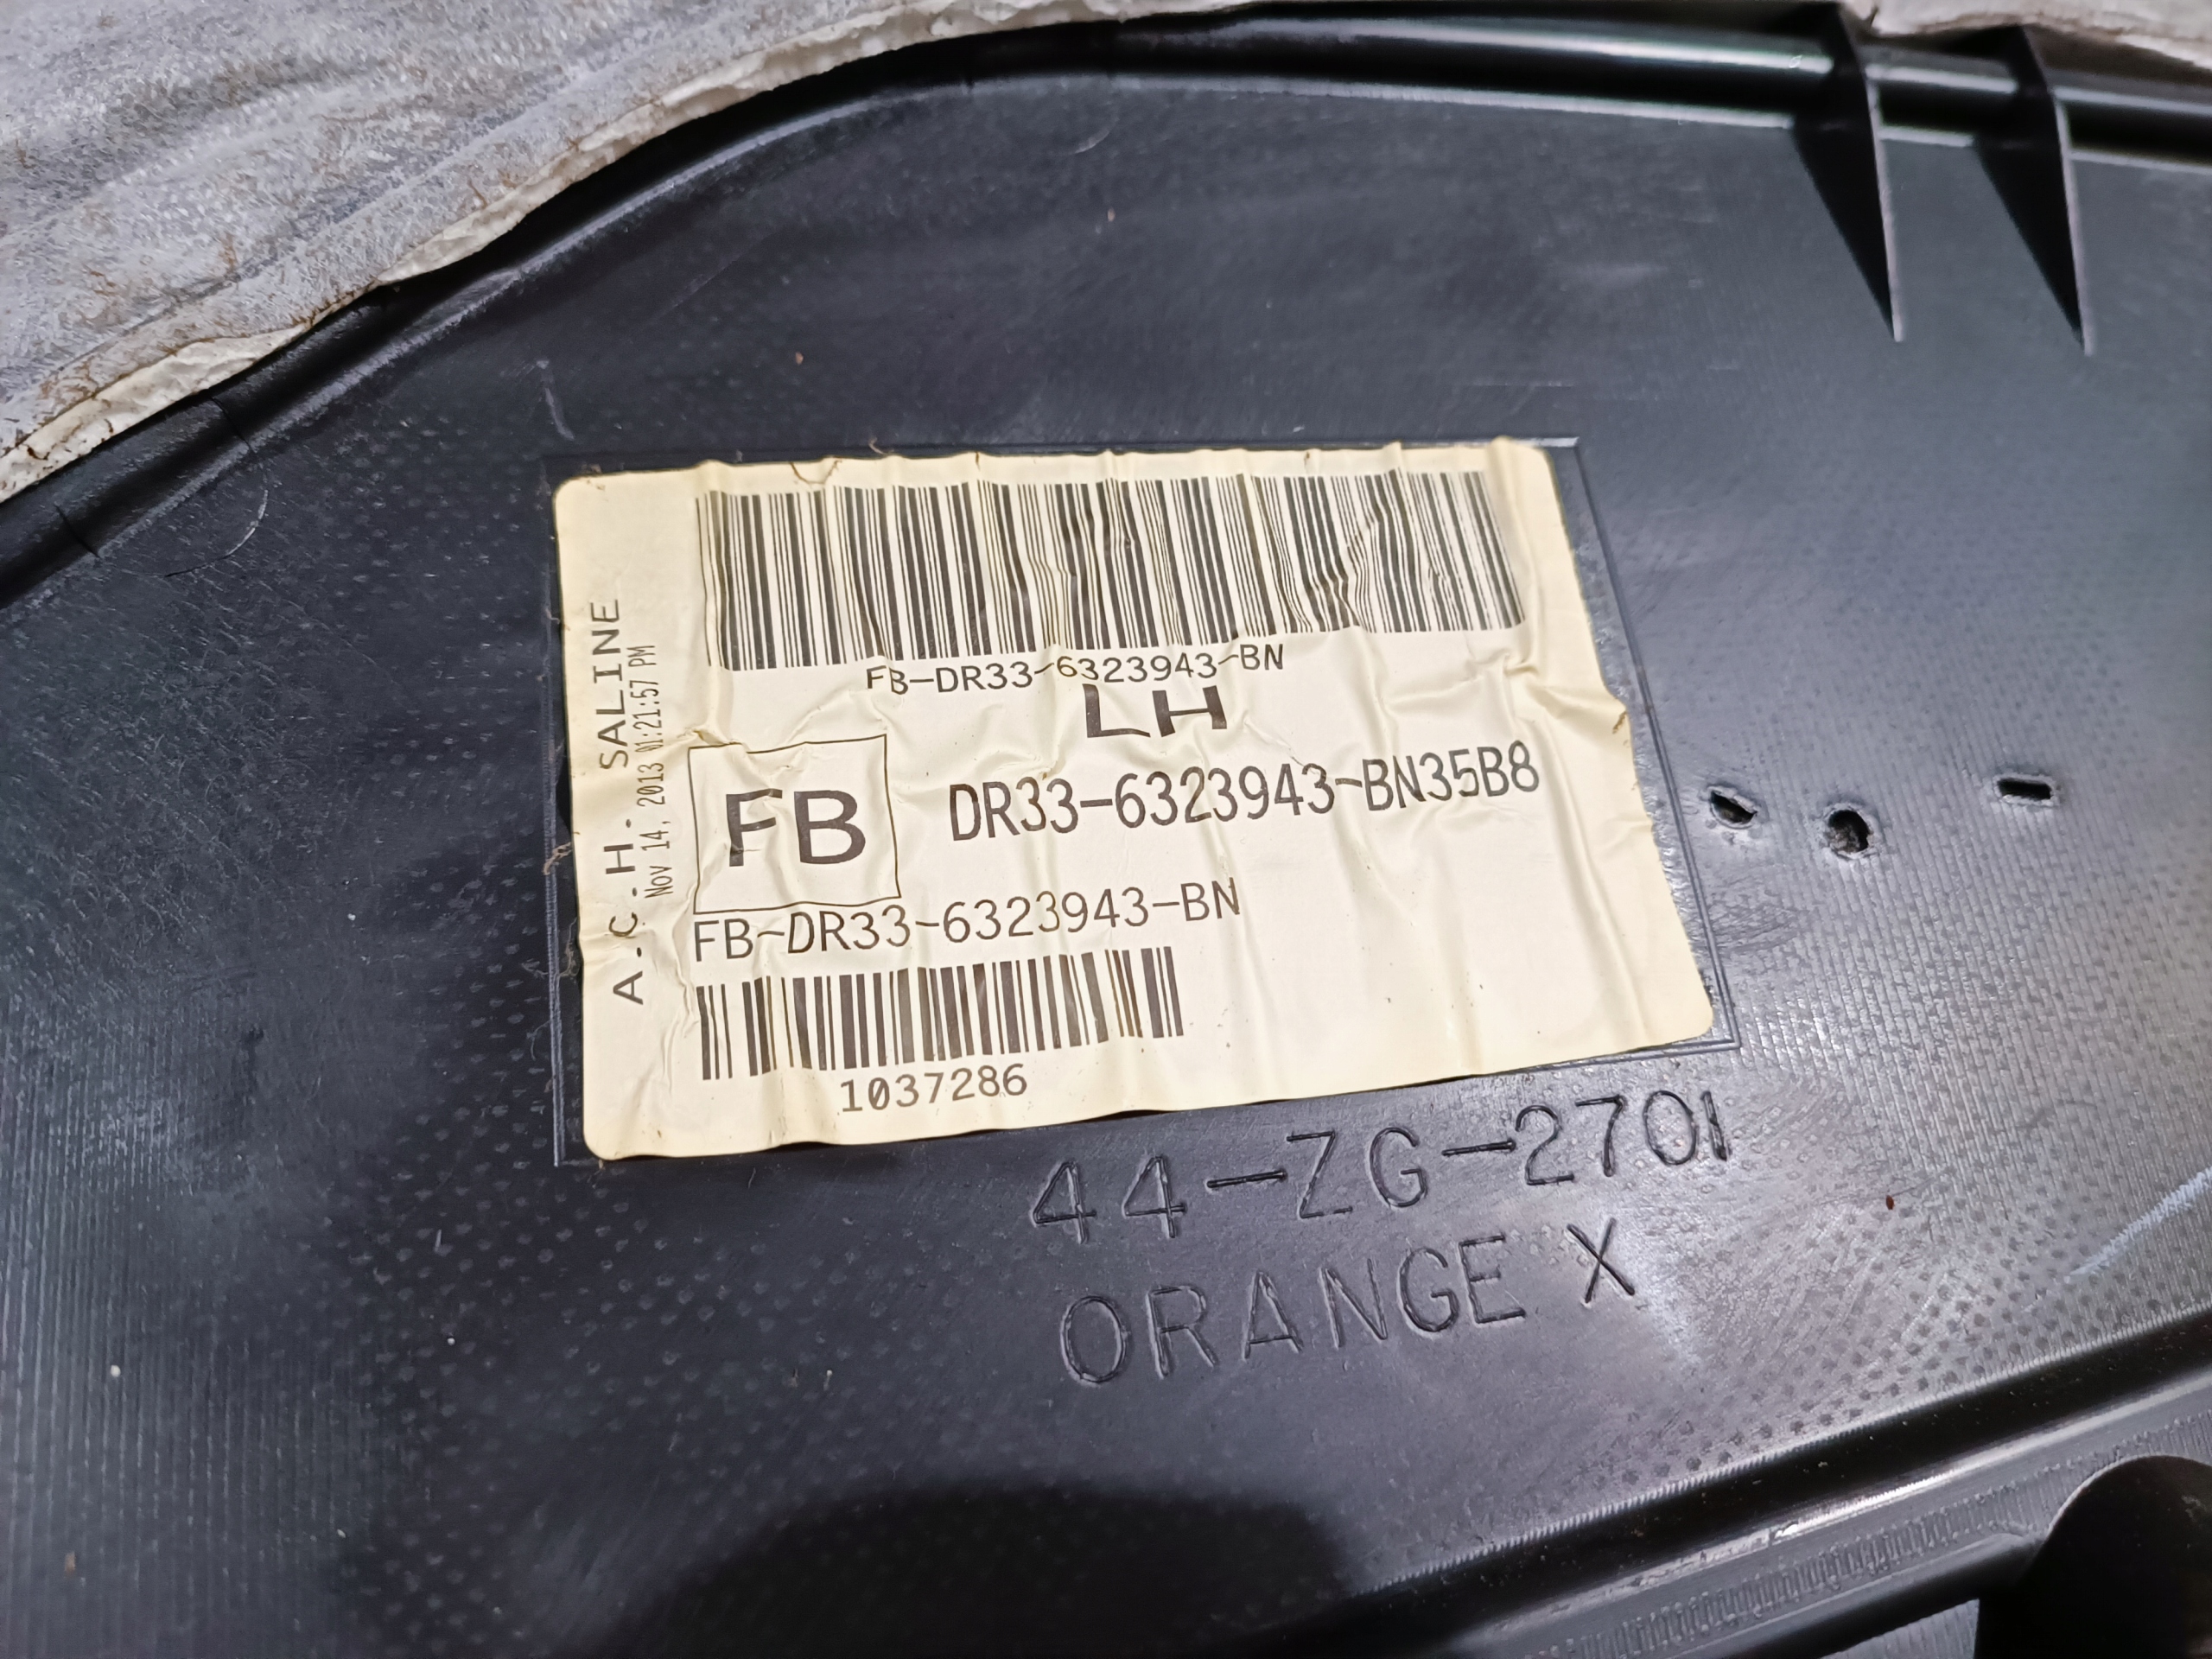 A.C.H. SALINE
Nov 14, 2013 01:21:57 PM
FB-DR33-6323943-BN
LH
FB
DR33-6323943-BN35B8
FB-DR33-6323943-BN
1037286
44-ZG-2701
ORANGE X